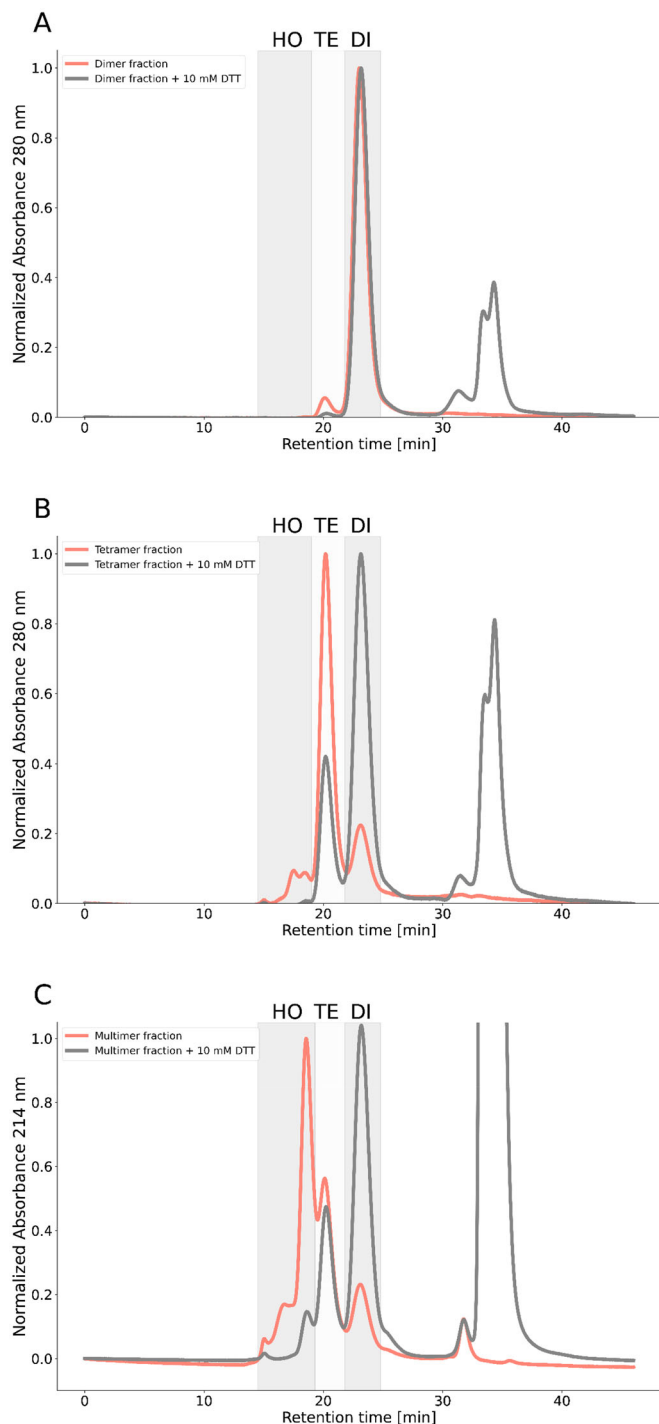 A
HO TE DI
Dimer fraction
Dimer fraction + 10 mM DTT
Normalized Absorbance 280 nm
1.0
0.8
0.6
0.4
0.2
0.0
0 10 20 30 40
Retention time [min]
B
HO TE DI
Tetramer fraction
Tetramer fraction + 10 mM DTT
Normalized Absorbance 280 nm
1.0
0.8
0.6
0.4
0.2
0.0
0 10 20 30 40
Retention time [min]
C
HO TE DI
Multimer fraction
Multimer fraction + 10 mM DTT
Normalized Absorbance 214 nm
1.0
0.8
0.6
0.4
0.2
0.0
0 10 20 30 40
Retention time [min]